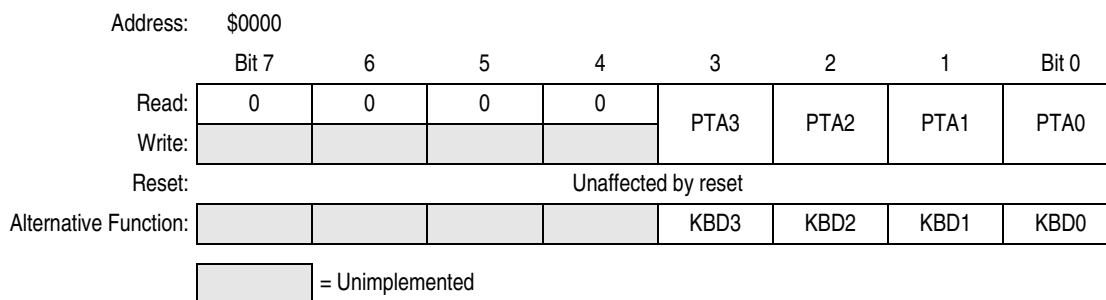 Address: $0000
Bit 7 6 5 4 3 2 1 Bit 0
Read: 0 0 0 0 PTA3 PTA2 PTA1 PTA0
Write:
Reset: Unaffected by reset
Alternative Function: KBD3 KBD2 KBD1 KBD0
= Unimplemented